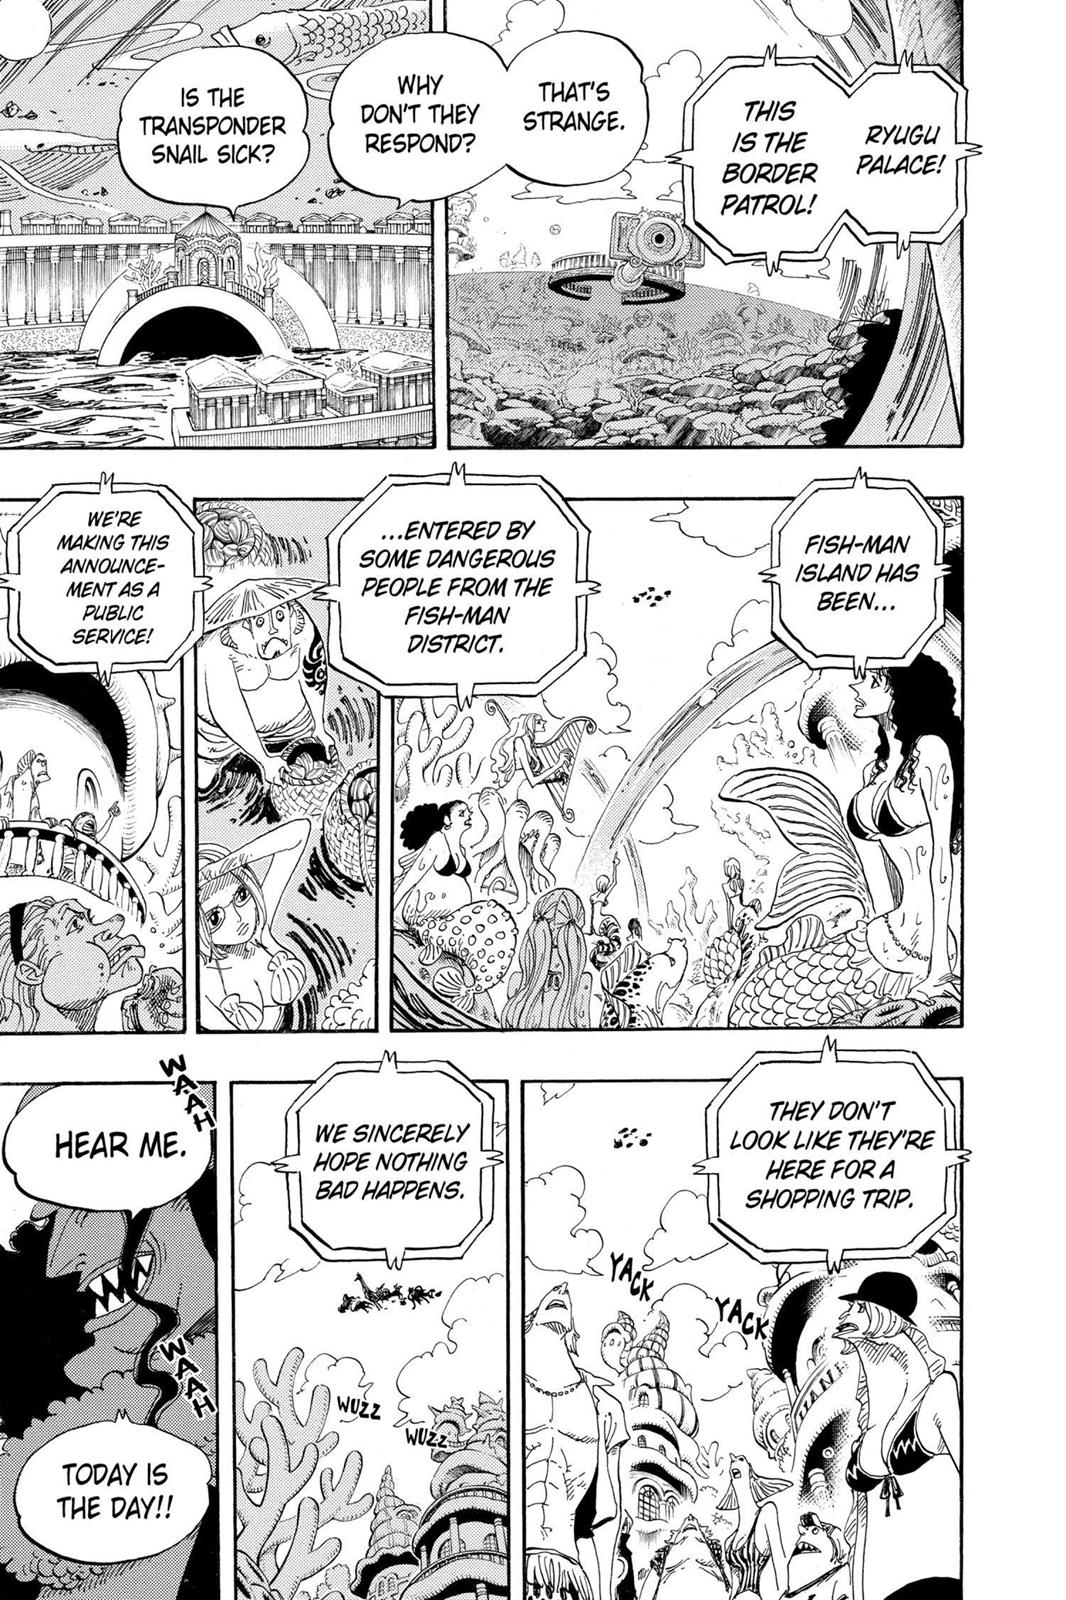 RYUGU
PALACE!
THIS
IS THE
BORDER
PATROL!
THAT'S
STRANGE.
WHY
DON'T THEY
RESPOND?
IS THE
TRANSPONDER
SNAIL SICK?
FISH-MAN
ISLAND HAS
BEEN...
...ENTERED BY
SOME DANGEROUS
PEOPLE FROM THE
FISH-MAN
DISTRICT.
WE'RE
MAKING THIS
ANNOUNCE-
MENT AS A
PUBLIC
SERVICE!
THEY DON'T
LOOK LIKE THEY'RE
HERE FOR A
SHOPPING TRIP.
YACK
YACK
WE SINCERELY
HOPE NOTHING
BAD HAPPENS.
WUZZ
WUZZ
WAAH
HEAR ME.
WAAH
TODAY IS
THE DAY!!